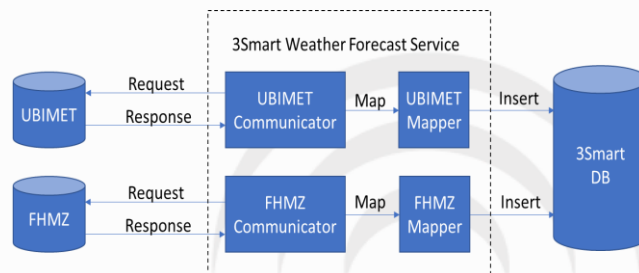 3Smart Weather Forecast Service
Request
UBIMET
Response
UBIMET
Communicator
Map
UBIMET
Mapper
Insert
3Smart
DB
Request
FHMZ
Response
FHMZ
Communicator
Map
FHMZ
Mapper
Insert